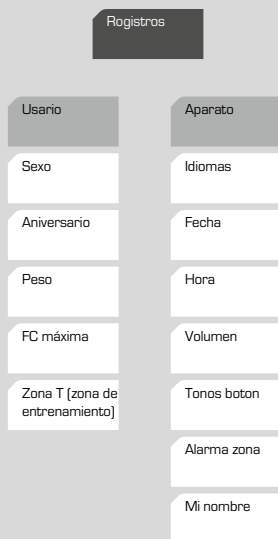 Rogistros
Usario
Sexo
Aniversario
Peso
FC máxima
Zona T (zona de
entrenamiento)
Aparato
Idiomas
Fecha
Hora
Volumen
Tonos boton
Alarma zona
Mi nombre